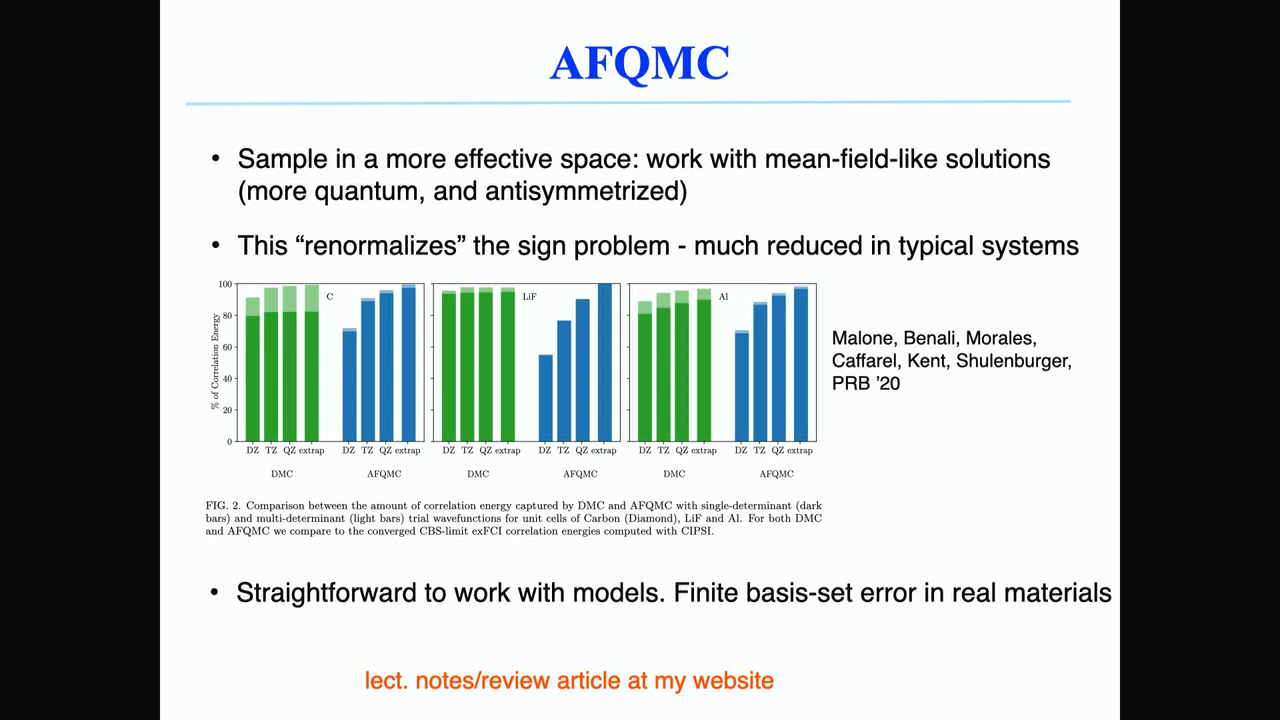 AFQMC
• Sample in a more effective space: work with mean-field-like solutions
(more quantum, and antisymmetrized)
• This “renormalizes” the sign problem - much reduced in typical systems
% of Correlation Energy
100
80
60
40
20
0
C
LiF
Al
DZ TZ QZ extrap DZ TZ QZ extrap DZ TZ QZ extrap DZ TZ QZ extrap DZ TZ QZ extrap DZ TZ QZ extrap
DMC AFQMC DMC AFQMC DMC AFQMC
Malone, Benali, Morales,
Caffarel, Kent, Shulenburger,
PRB ’20
FIG. 2. Comparison between the amount of correlation energy captured by DMC and AFQMC with single-determinant (dark
bars) and multi-determinant (light bars) trial wavefunctions for unit cells of Carbon (Diamond), LiF and Al. For both DMC
and AFQMC we compare to the converged CBS-limit exFCI correlation energies computed with CIPSI.
• Straightforward to work with models. Finite basis-set error in real materials
lect. notes/review article at my website